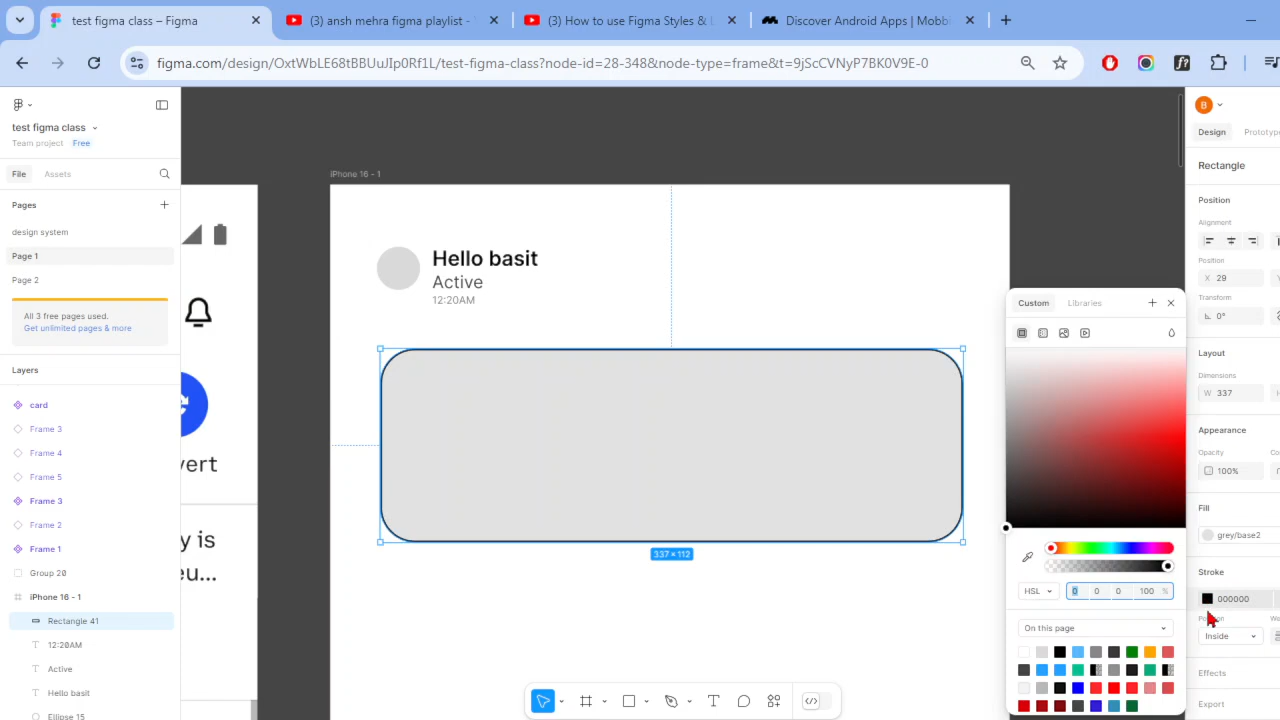 test figma class – Figma
(3) ansh mehra figma playlist -
(3) How to use Figma Styles & L
Discover Android Apps | Mobbi
figma.com/design/OxtWbLE68tBBUuJIp0Rf1L/test-figma-class?node-id=28-348&node-type=frame&t=9jScCVNyP7BK0V9E-0
test figma class
Team project Free
File Assets
Pages
design system
Page 1
Page 2
All 3 free pages used.
Get unlimited pages & more
Layers
card
Frame 3
Frame 4
Frame 5
Frame 3
Frame 2
Frame 1
Group 20
iPhone 16 - 1
Rectangle 41
12:20AM
Active
Hello basit
Ellipse 15
vert
y is
eu...
iPhone 16 - 1
Hello basit
Active
12:20AM
337 × 112
Custom Libraries
HSL 0 0 0 100 %
On this page
B
Design Prototype
Rectangle
Position
Alignment
Position
X 29
Transform
0°
Layout
Dimensions
W 337
Appearance
Opacity
100%
Fill
grey/base2
Stroke
000000
Inside
Effects
Export